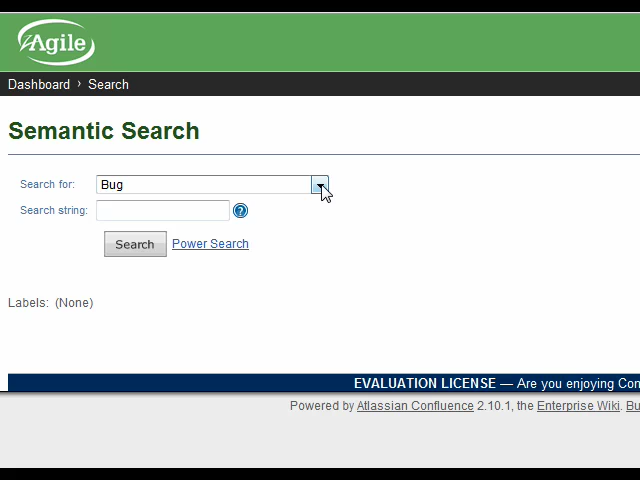 zAgile
Dashboard › Search
Semantic Search
Search for: Bug
Search string: ?
Search Power Search
Labels: (None)
EVALUATION LICENSE — Are you enjoying Con
Powered by Atlassian Confluence 2.10.1, the Enterprise Wiki. Bu